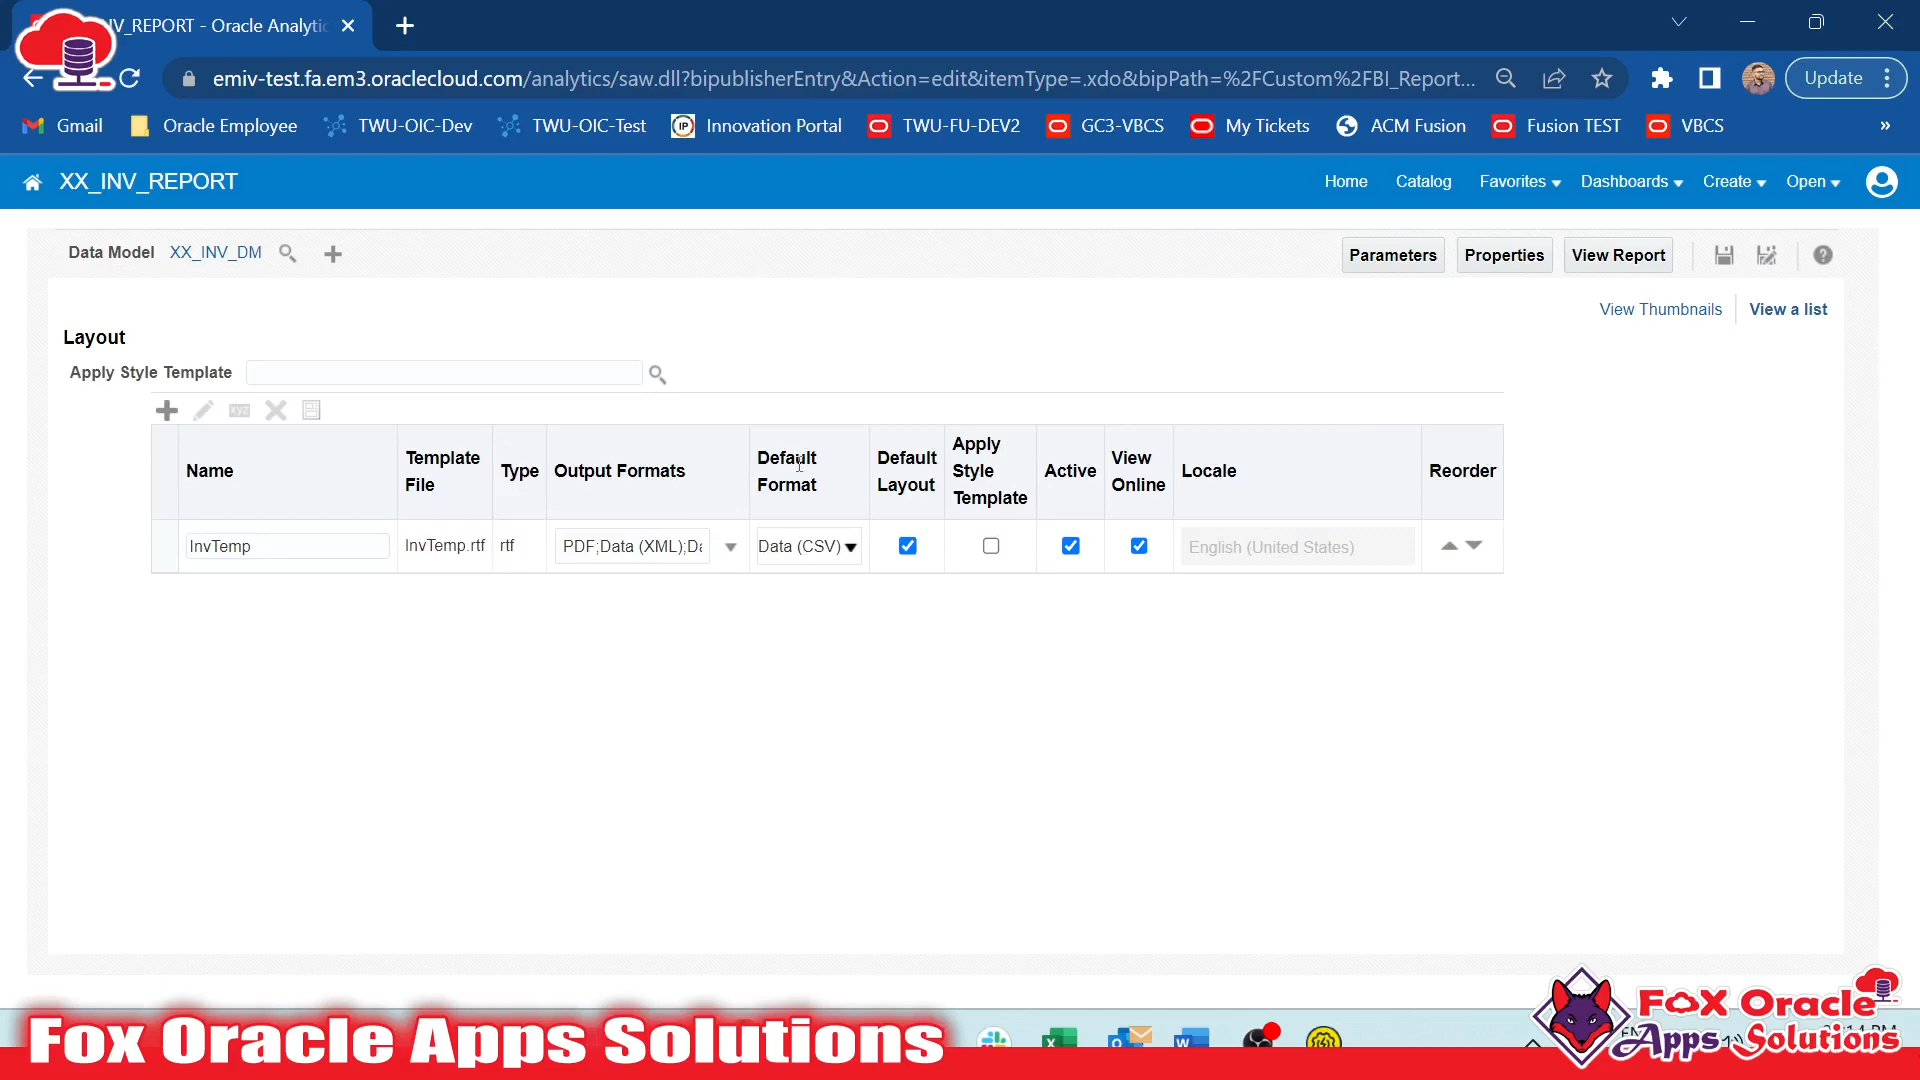 V_REPORT - Oracle Analytic
emiv-test.fa.em3.oraclecloud.com/analytics/saw.dll?bipublisherEntry&Action=edit&itemType=.xdo&bipPath=%2FCustom%2FBI_Report...
Update
Gmail Oracle Employee TWU-OIC-Dev TWU-OIC-Test Innovation Portal TWU-FU-DEV2 GC3-VBCS My Tickets ACM Fusion Fusion TEST VBCS »
XX_INV_REPORT Home Catalog Favorites Dashboards Create Open
Data Model XX_INV_DM Parameters Properties View Report
View Thumbnails View a list
Layout
Apply Style Template
Name Template File Type Output Formats Default Format Default Layout Apply Style Template Active View Online Locale Reorder
InvTemp InvTemp.rtf rtf PDF;Data (XML);Da Data (CSV) English (United States)
Fox Oracle Apps Solutions
FOX Oracle
Apps Solutions